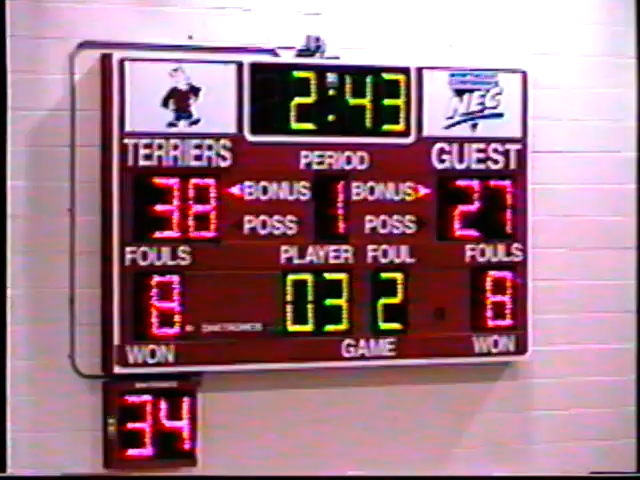 2:43
NEC
TERRIERS PERIOD GUEST
38 BONUS 1 BONUS 27
POSS POSS
FOULS PLAYER FOUL FOULS
8 03 2 8
WON GAME WON
34